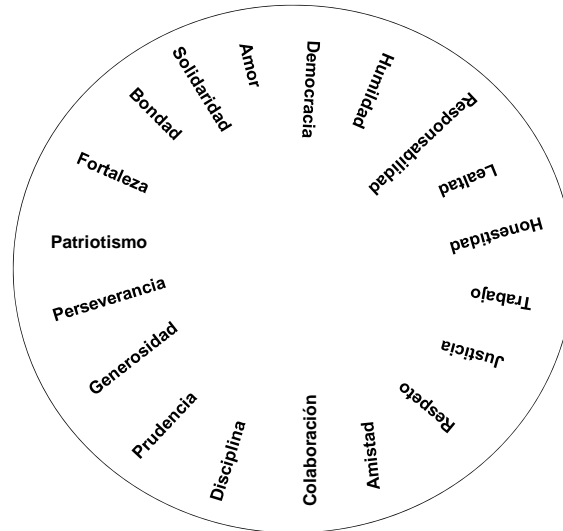 Democracia
Humildad
Responsabilidad
Lealtad
Honestidad
Trabajo
Justicia
Respeto
Amistad
Colaboración
Disciplina
Prudencia
Generosidad
Perseverancia
Patriotismo
Fortaleza
Bondad
Solidaridad
Amor